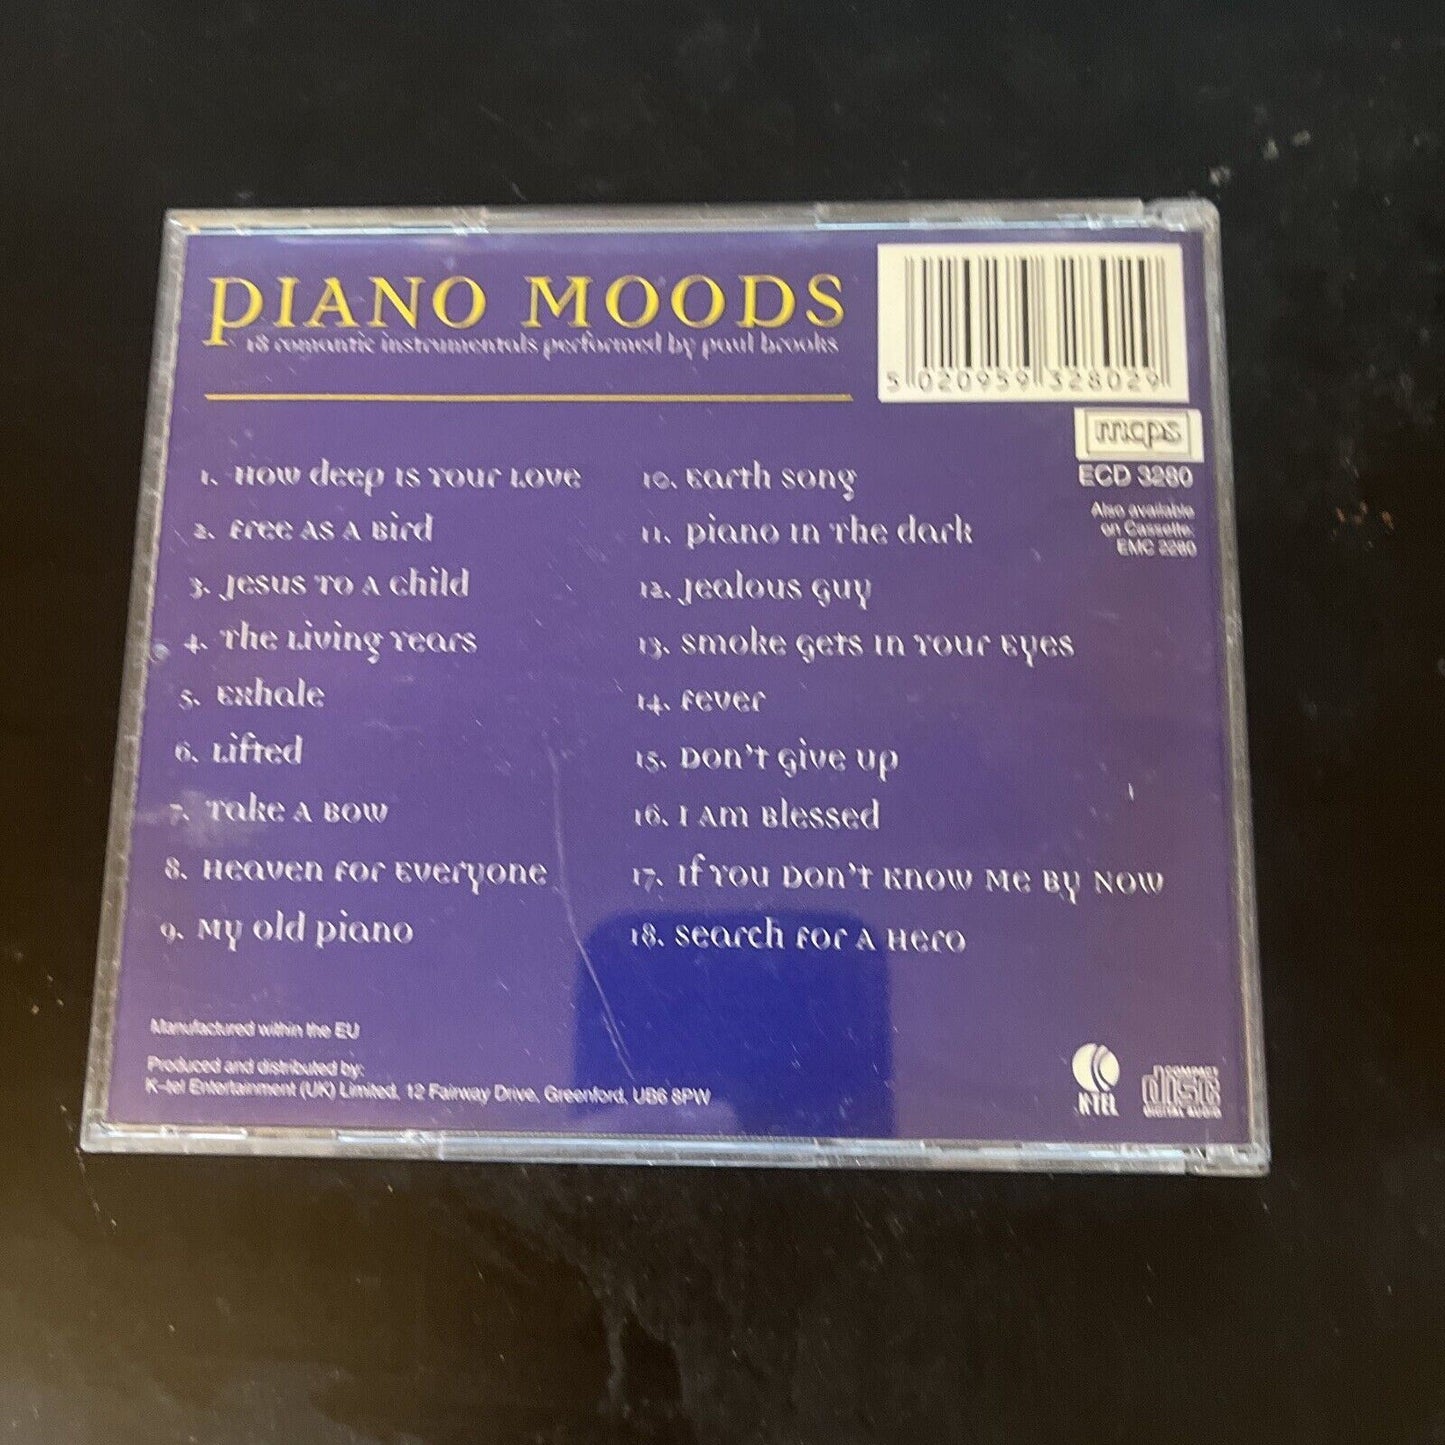 PIANO MOODS
18 romantic instrumentals performed by paul brooks
5 020959 328029
mcps
ECD 3280
Also available
on Cassette.
EMC 2280
1. How deep Is Your Love
2. Free As A Bird
3. Jesus To A Child
4. The Living Years
5. Exhale
6. Lifted
7. Take A Bow
8. Heaven For Everyone
9. My Old Piano
10. Earth Song
11. Piano In The dark
12. Jealous Guy
13. Smoke Gets In Your Eyes
14. Fever
15. Don't Give Up
16. I Am Blessed
17. If You Don't Know Me By Now
18. Search For A Hero
Manufactured within the EU
Produced and distributed by:
K-tel Entertainment (UK) Limited, 12 Fairway Drive, Greenford, UB6 8PW
K-TEL
COMPACT
disc
DIGITAL AUDIO